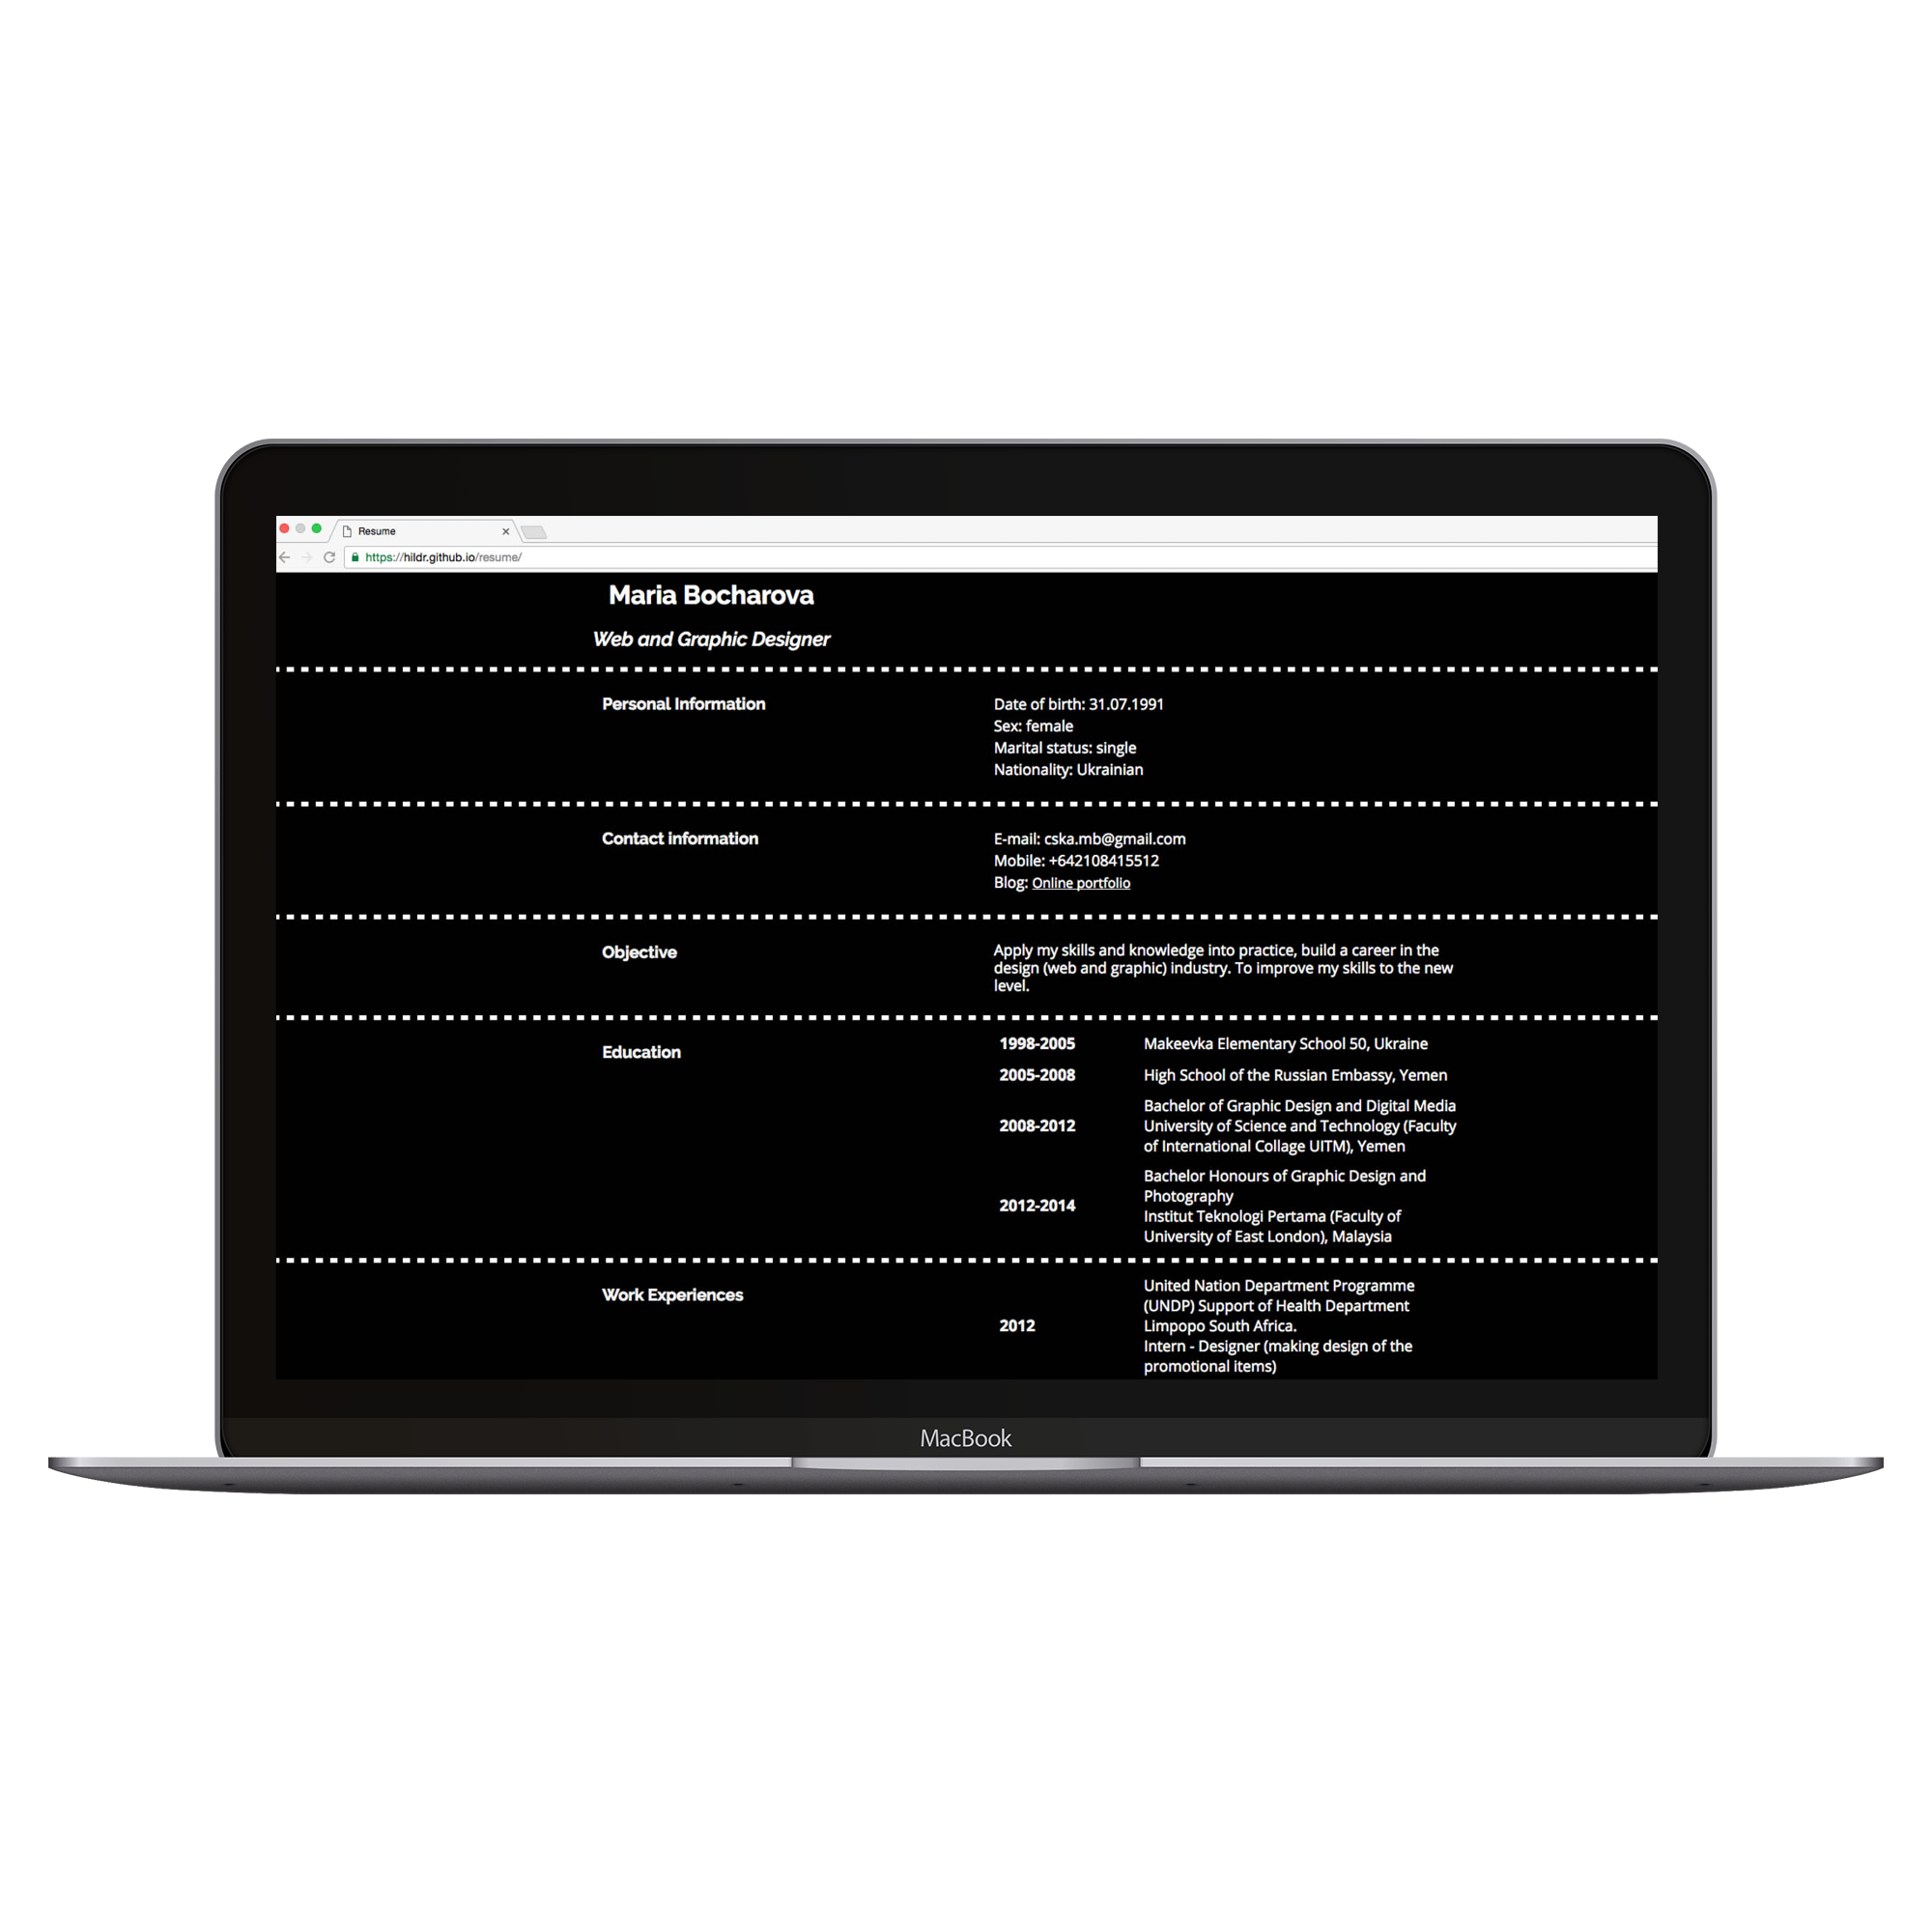 Resume
https://hildr.github.io/resume/
Maria Bocharova
Web and Graphic Designer
Personal Information
Date of birth: 31.07.1991
Sex: female
Marital status: single
Nationality: Ukrainian
Contact information
E-mail: cska.mb@gmail.com
Mobile: +642108415512
Blog: Online portfolio
Objective
Apply my skills and knowledge into practice, build a career in the
design (web and graphic) industry. To improve my skills to the new
level.
Education
1998-2005 Makeevka Elementary School 50, Ukraine
2005-2008 High School of the Russian Embassy, Yemen
2008-2012
Bachelor of Graphic Design and Digital Media
University of Science and Technology (Faculty
of International Collage UITM), Yemen
2012-2014
Bachelor Honours of Graphic Design and
Photography
Institut Teknologi Pertama (Faculty of
University of East London), Malaysia
Work Experiences
2012
United Nation Department Programme
(UNDP) Support of Health Department
Limpopo South Africa.
Intern - Designer (making design of the
promotional items)
MacBook